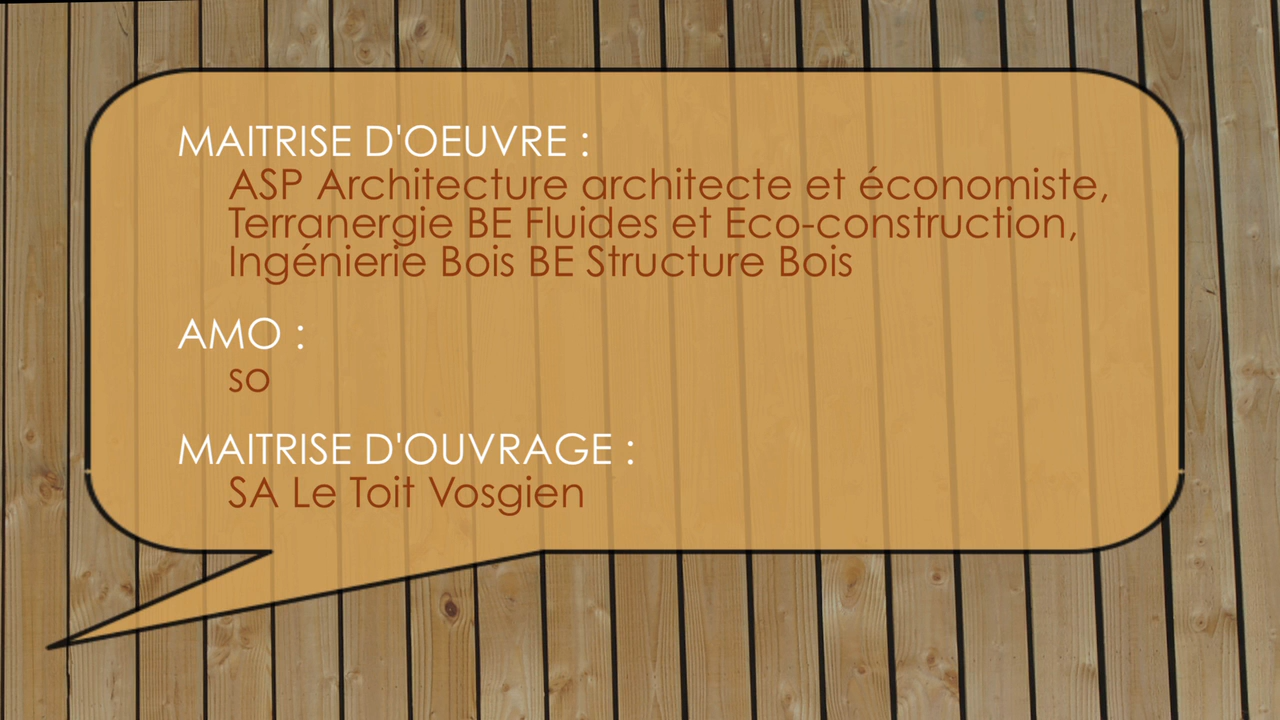 MAITRISE D'OEUVRE :
ASP Architecture architecte et économiste,
Terranergie BE Fluides et Eco-construction,
Ingénierie Bois BE Structure Bois
AMO :
so
MAITRISE D'OUVRAGE :
SA Le Toit Vosgien